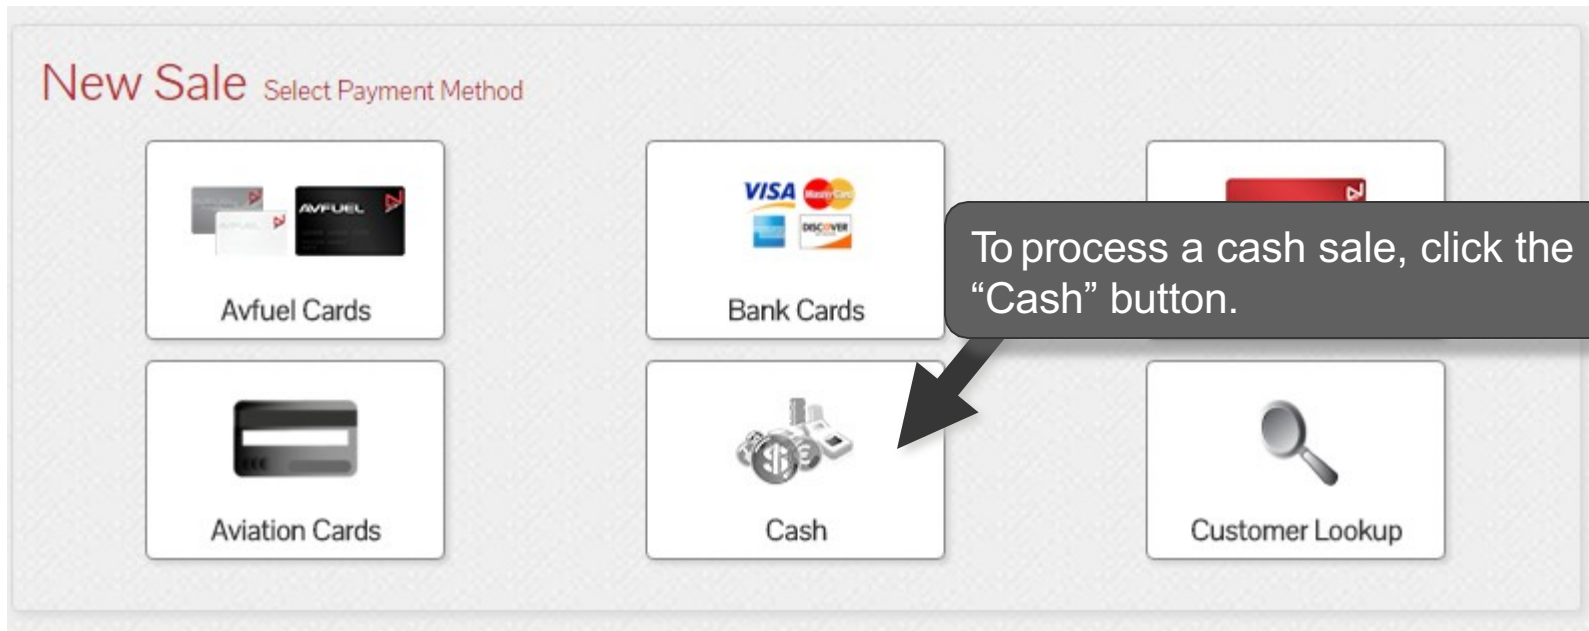 New Sale Select Payment Method
AVFUEL
VISA MasterCard
DISCOVER
To process a cash sale, click the
“Cash” button.
Avfuel Cards
Bank Cards
Aviation Cards
Cash
Customer Lookup